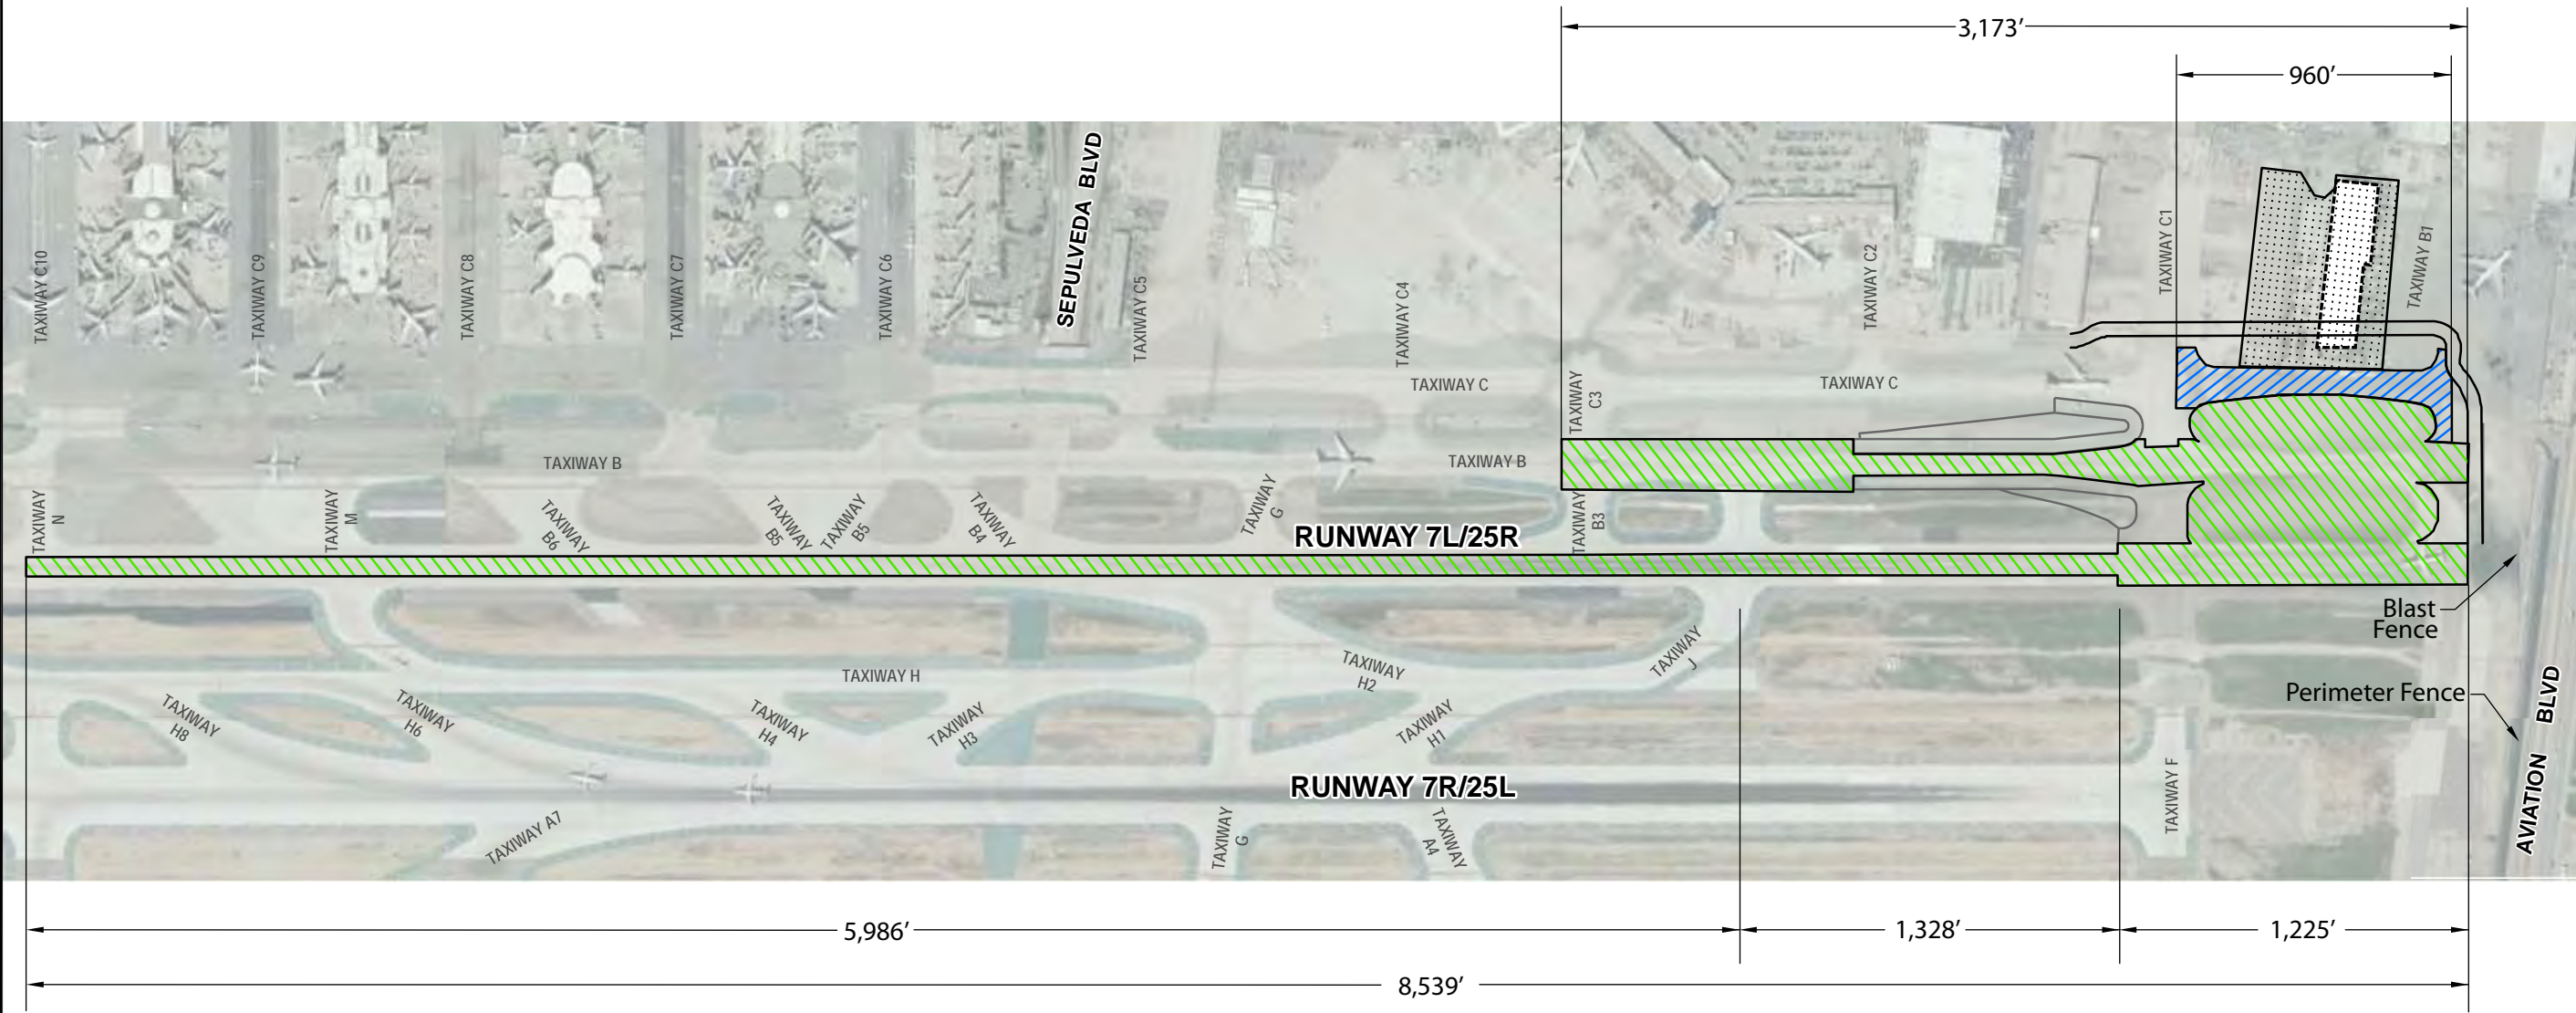 3,173’
960’
SEPULVEDA BLVD
TAXIWAY C10
TAXIWAY C9
TAXIWAY C8
TAXIWAY C7
TAXIWAY C6
TAXIWAY C5
TAXIWAY C4
TAXIWAY C2
TAXIWAY C1
TAXIWAY B1
TAXIWAY C
TAXIWAY
C3
TAXIWAY C
TAXIWAY B
TAXIWAY B
TAXIWAY
N
TAXIWAY
M
TAXIWAY
B6
TAXIWAY
B5
TAXIWAY
B5
TAXIWAY
B4
TAXIWAY
G
TAXIWAY
B3
RUNWAY 7L/25R
Blast
Fence
TAXIWAY H
TAXIWAY
H2
TAXIWAY
J
Perimeter Fence
TAXIWAY
H8
TAXIWAY
H6
TAXIWAY
H4
TAXIWAY
H3
TAXIWAY
H1
RUNWAY 7R/25L
TAXIWAY F
AVIATION BLVD
TAXIWAY A7
TAXIWAY
G
TAXIWAY
A4
5,986’
1,328’
1,225’
8,539’